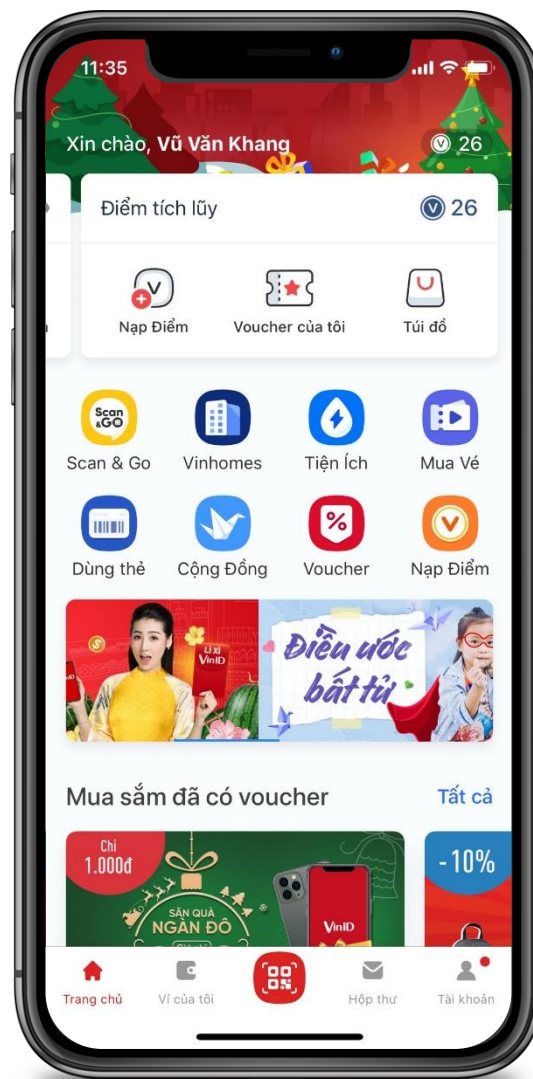 11:35
Xin chào, Vũ Văn Khang
V 26
Điểm tích lũy
V 26
V
Nạp Điểm
Voucher của tôi
Túi đồ
Scan
&GO
Scan & Go
Vinhomes
Tiện Ích
Mua Vé
Dùng thẻ
Cộng Đồng
%
Voucher
V
Nạp Điểm
LÌ XÌ
VinID
Điều ước
bất tử
Mua sắm đã có voucher
Tất cả
Chỉ
1.000đ
SĂN QUÀ
NGÀN ĐÔ
VinID
-10%
Trang chủ
Ví của tôi
Hộp thư
Tài khoản